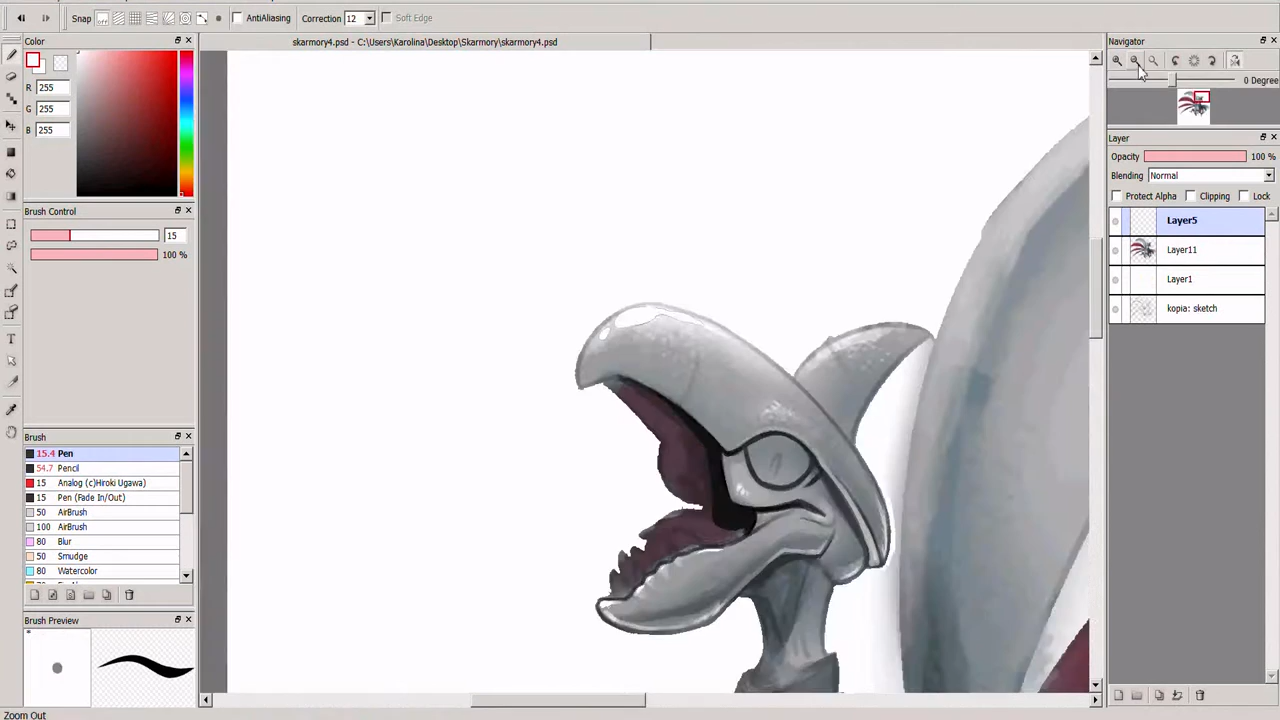 Snap
AntiAliasing
Correction 12
Soft Edge
Color
skarmory4.psd - C:\Users\Karolina\Desktop\Skarmory\skarmory4.psd
Navigator
R 255
G 255
B 255
0 Degree
Layer
Opacity 100 %
Blending Normal
Protect Alpha Clipping Lock
Brush Control
15
100 %
Layer5
Layer11
Layer1
kopia: sketch
Brush
15.4 Pen
54.7 Pencil
15 Analog (c)Hiroki Ugawa)
15 Pen (Fade In/Out)
50 AirBrush
100 AirBrush
80 Blur
50 Smudge
80 Watercolor
Brush Preview
Zoom Out